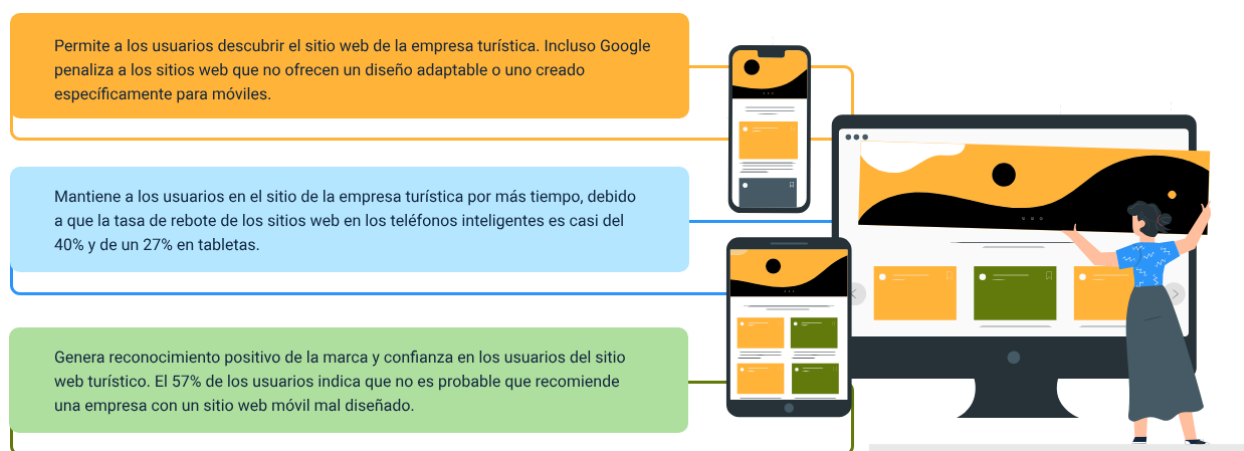 Permite a los usuarios descubrir el sitio web de la empresa turística. Incluso Google
penaliza a los sitios web que no ofrecen un diseño adaptable o uno creado
específicamente para móviles.
Mantiene a los usuarios en el sitio de la empresa turística por más tiempo, debido
a que la tasa de rebote de los sitios web en los teléfonos inteligentes es casi del
40% y de un 27% en tabletas.
Genera reconocimiento positivo de la marca y confianza en los usuarios del sitio
web turístico. El 57% de los usuarios indica que no es probable que recomiende
una empresa con un sitio web móvil mal diseñado.